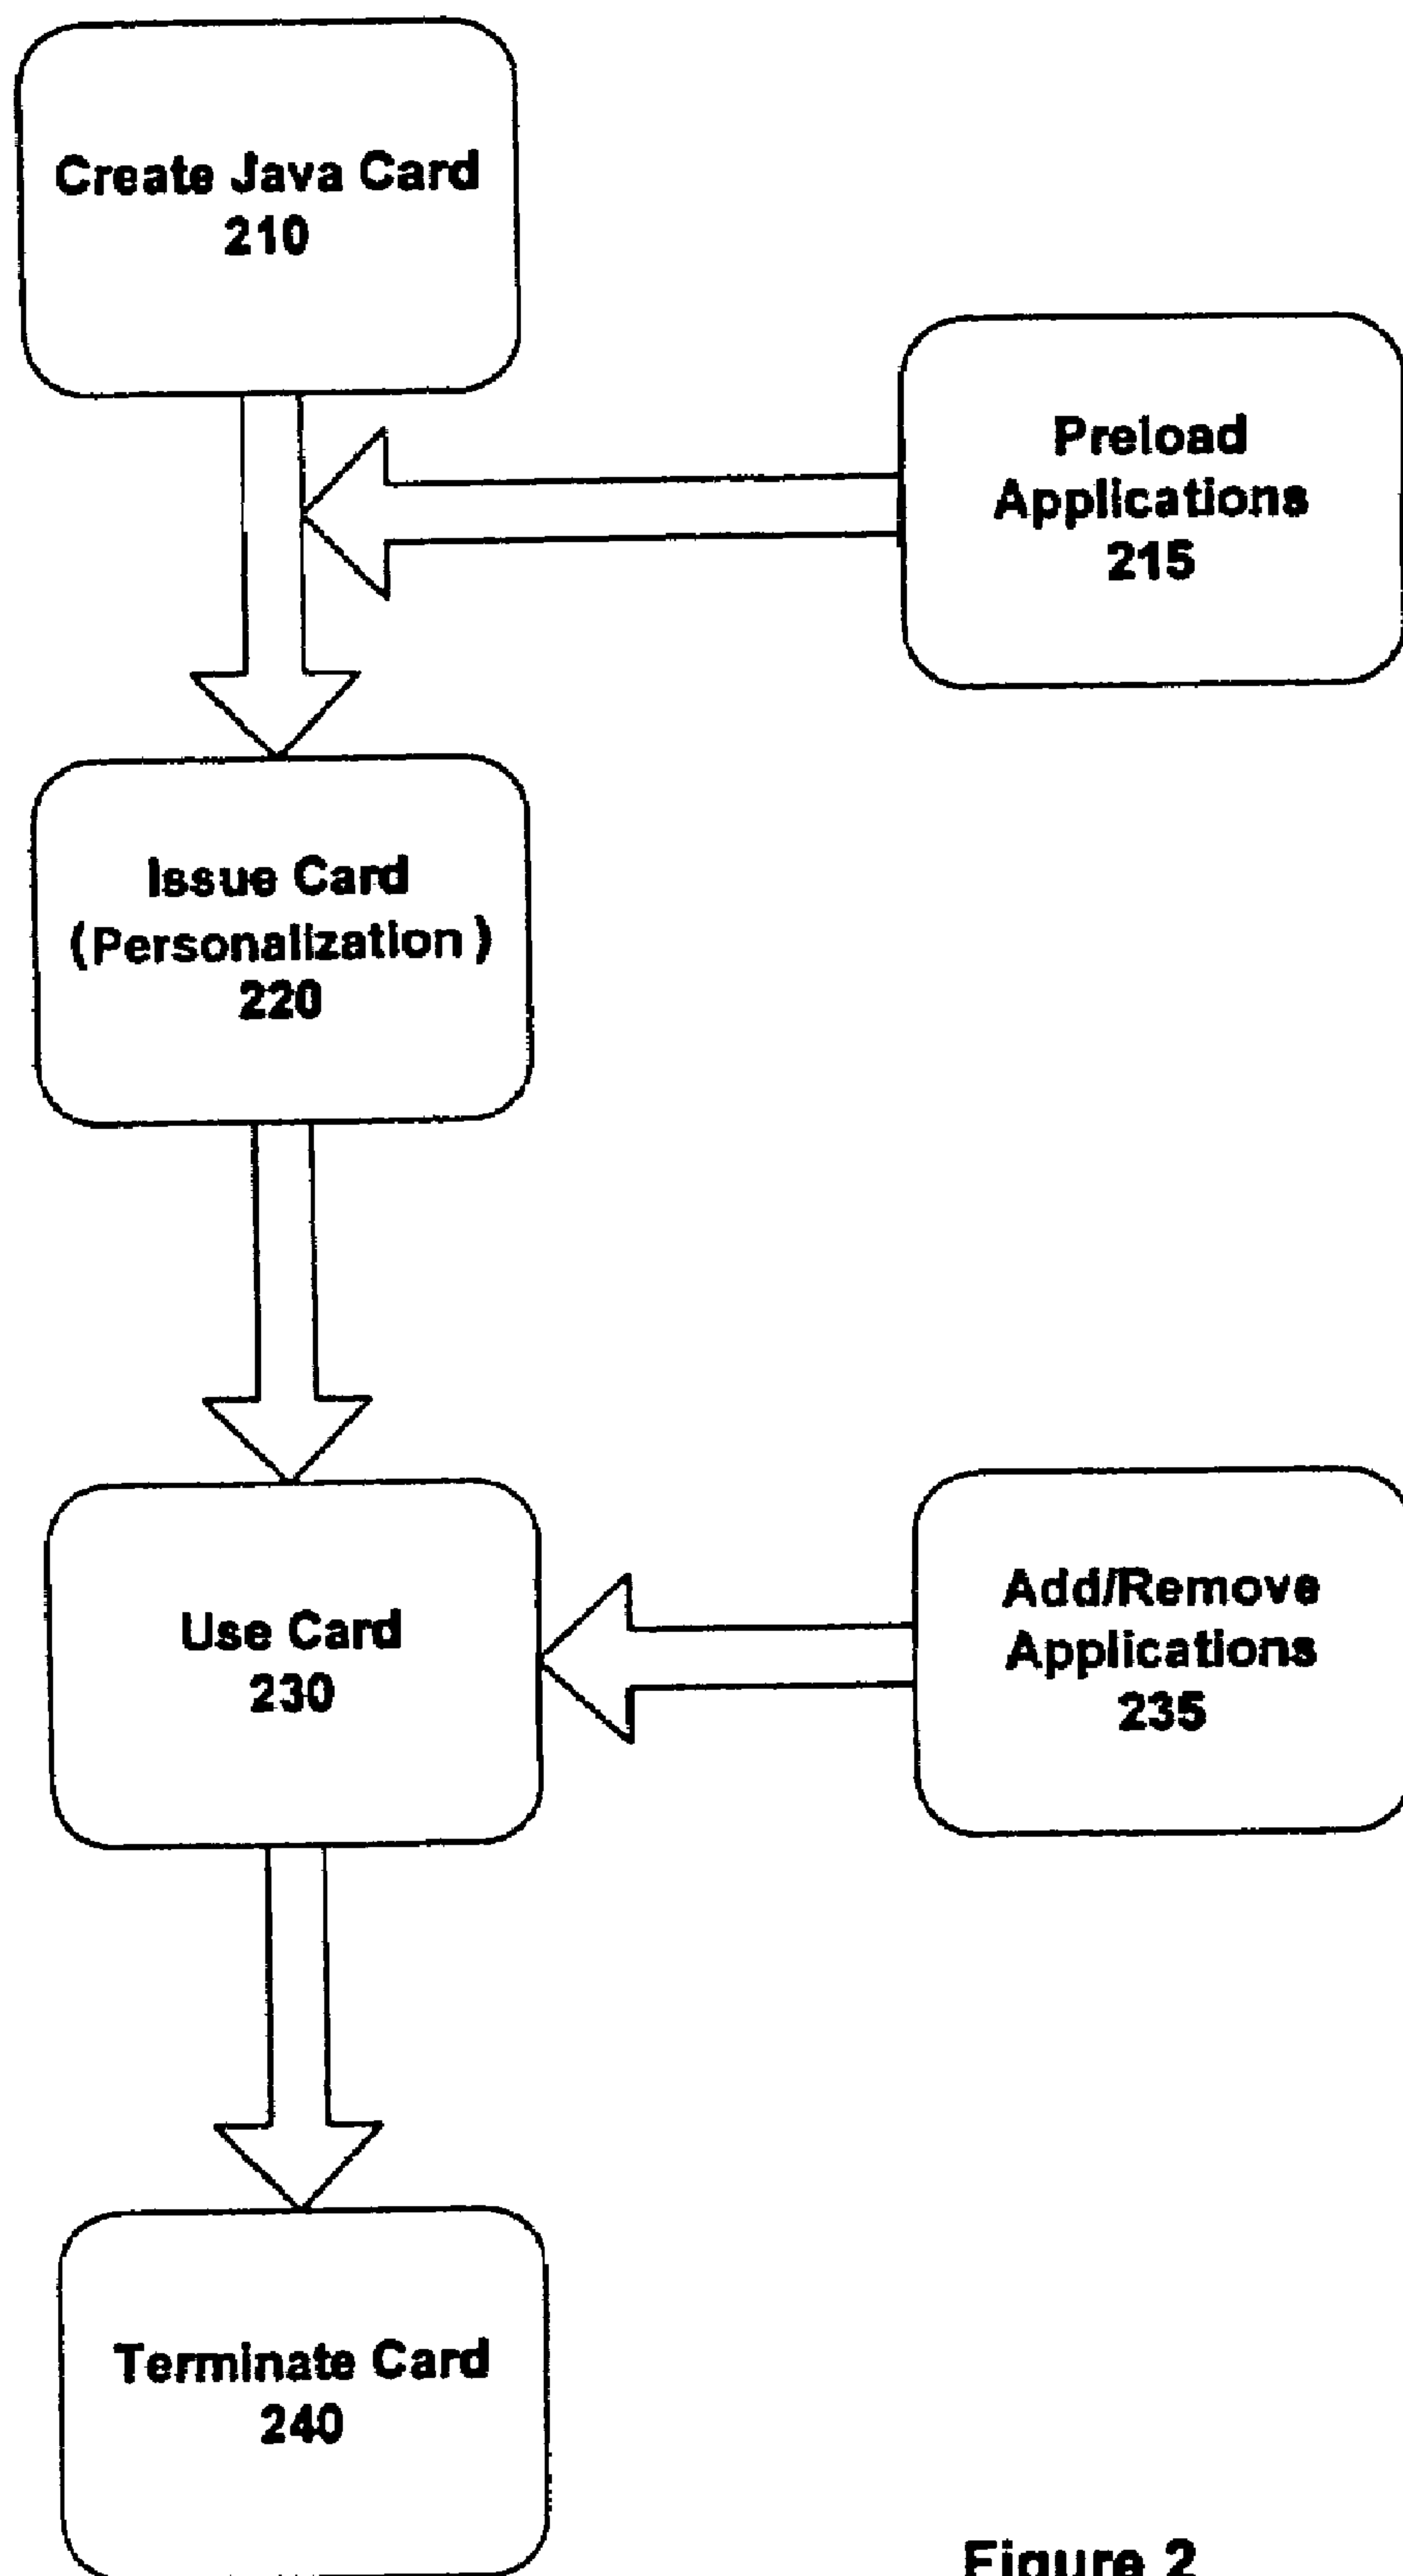 Create Java Card
210
Preload
Applications
215
Issue Card
(Personalization)
220
Use Card
230
Add/Remove
Applications
235
Terminate Card
240
Figure 2